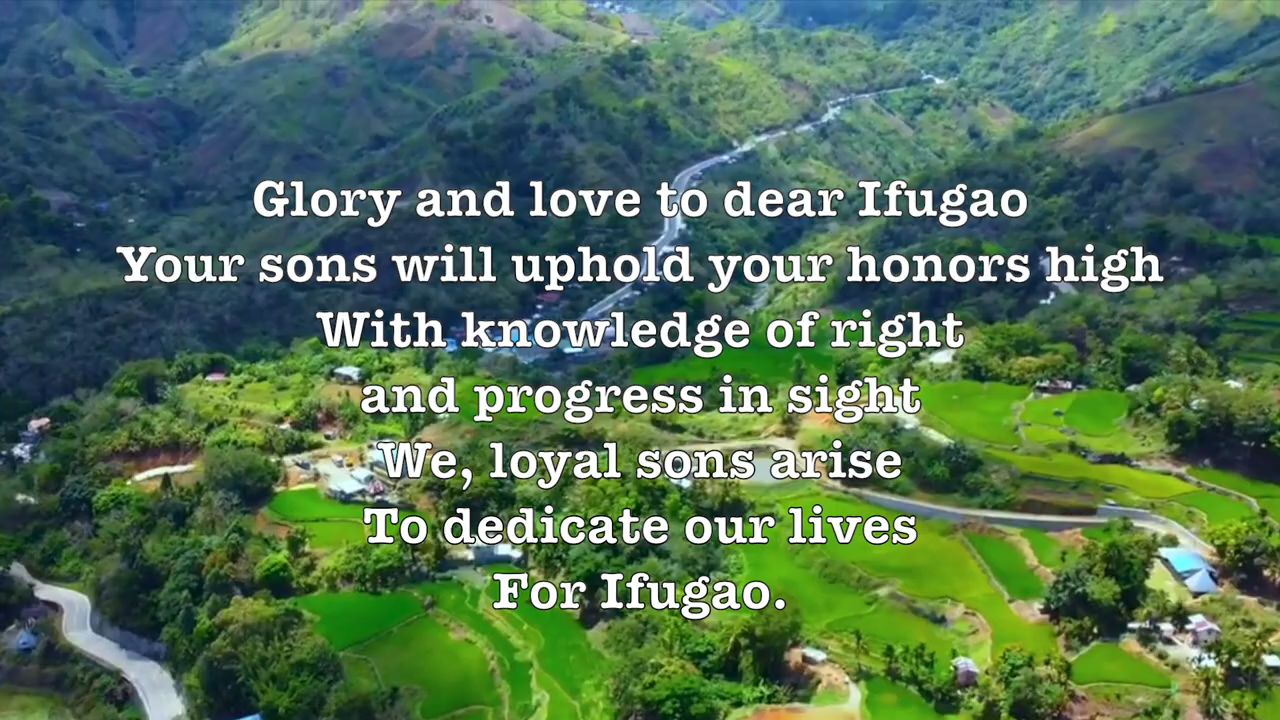 Glory and love to dear Ifugao
Your sons will uphold your honors high
With knowledge of right
and progress in sight
We, loyal sons arise
To dedicate our lives
For Ifugao.